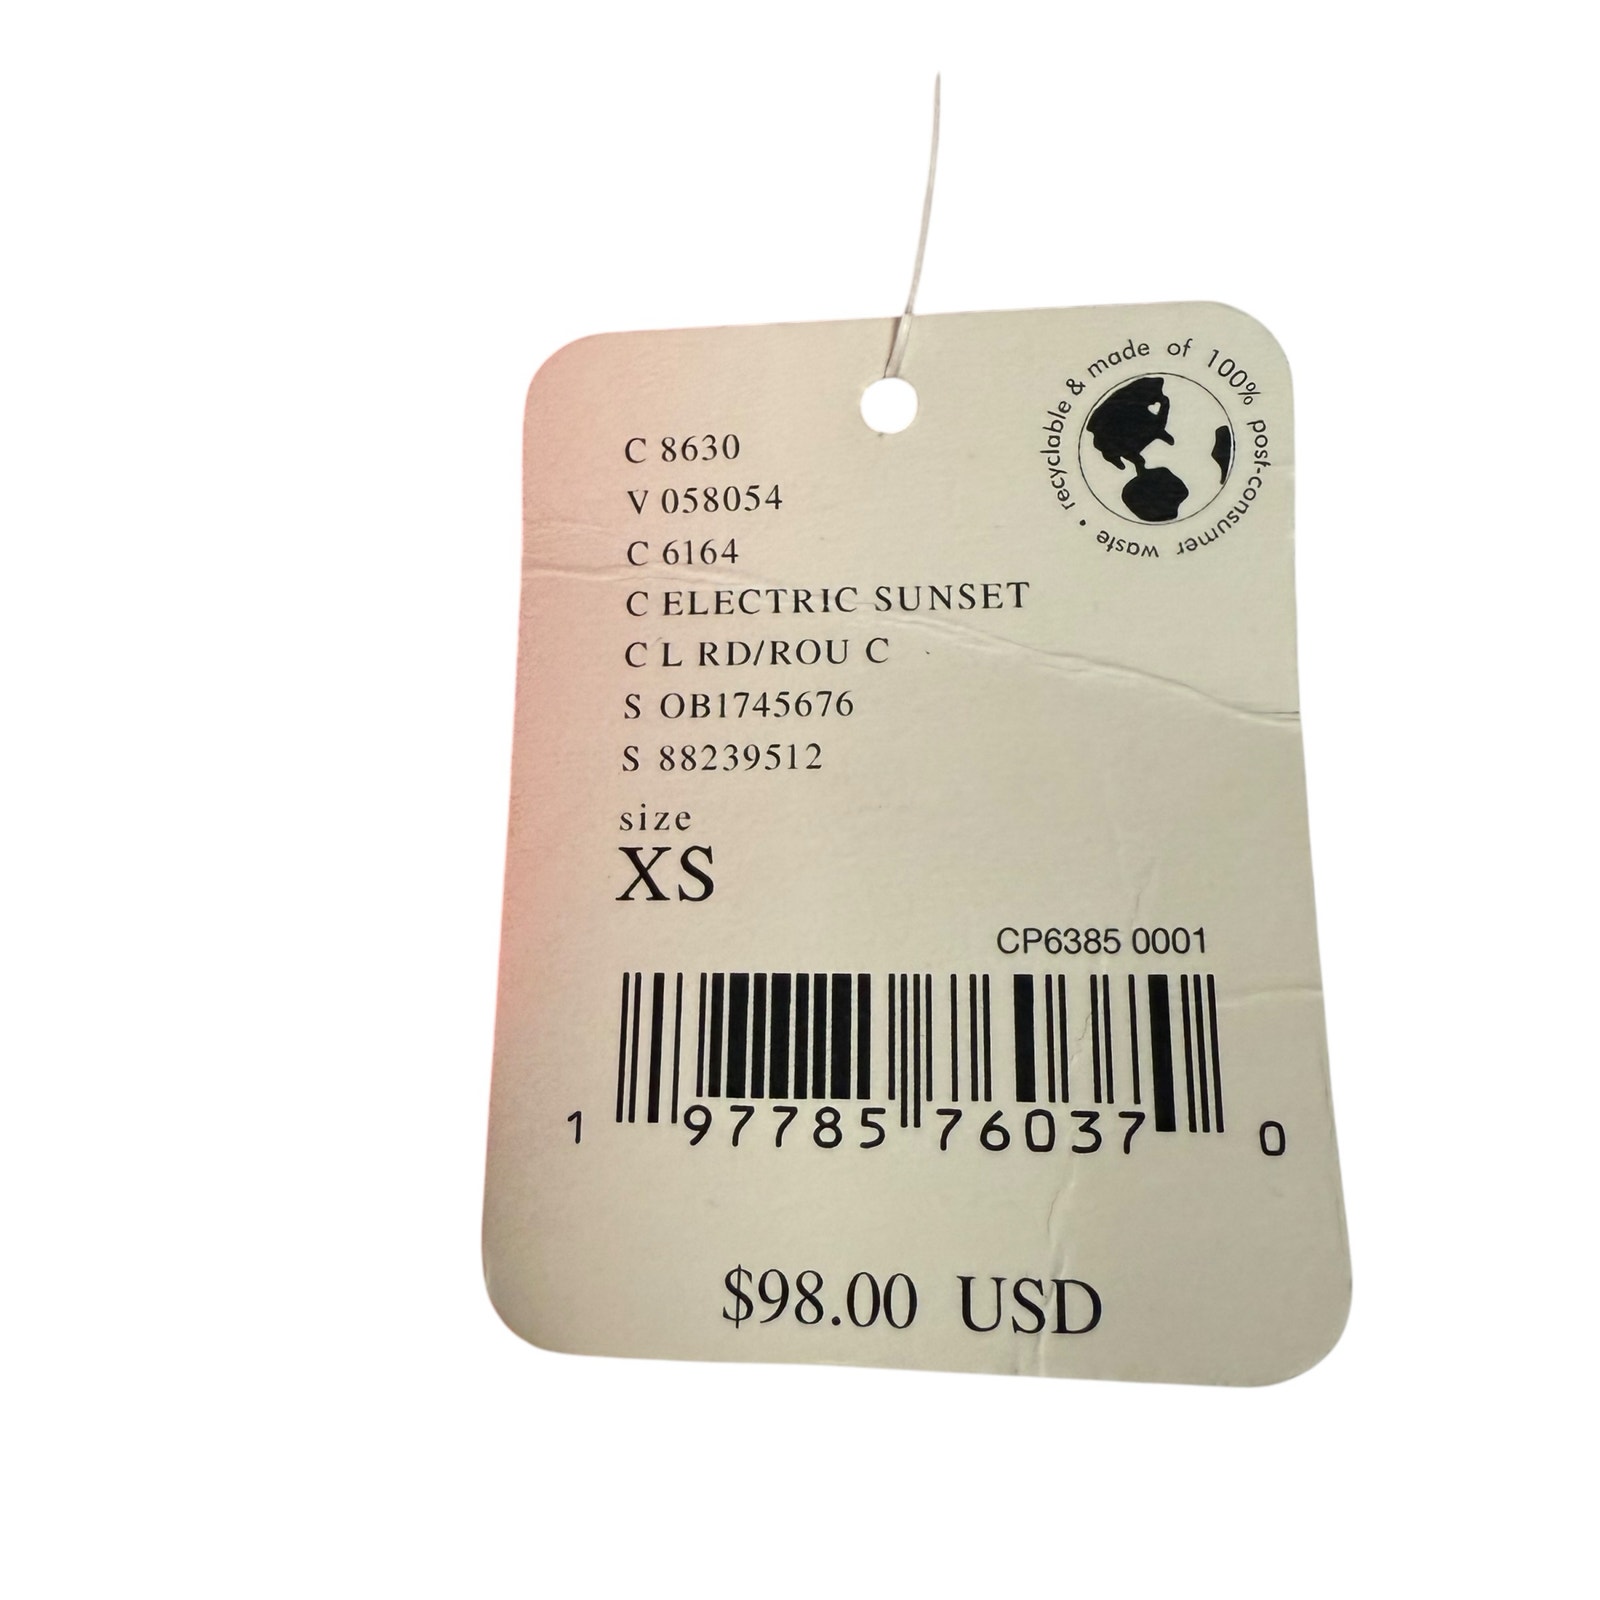 recyclable & made of 100% post-consumer waste •
C 8630
V 058054
C 6164
C ELECTRIC SUNSET
C L RD/ROU C
S OB1745676
S 88239512
size
XS
CP6385 0001
1 97785 76037 0
$98.00 USD